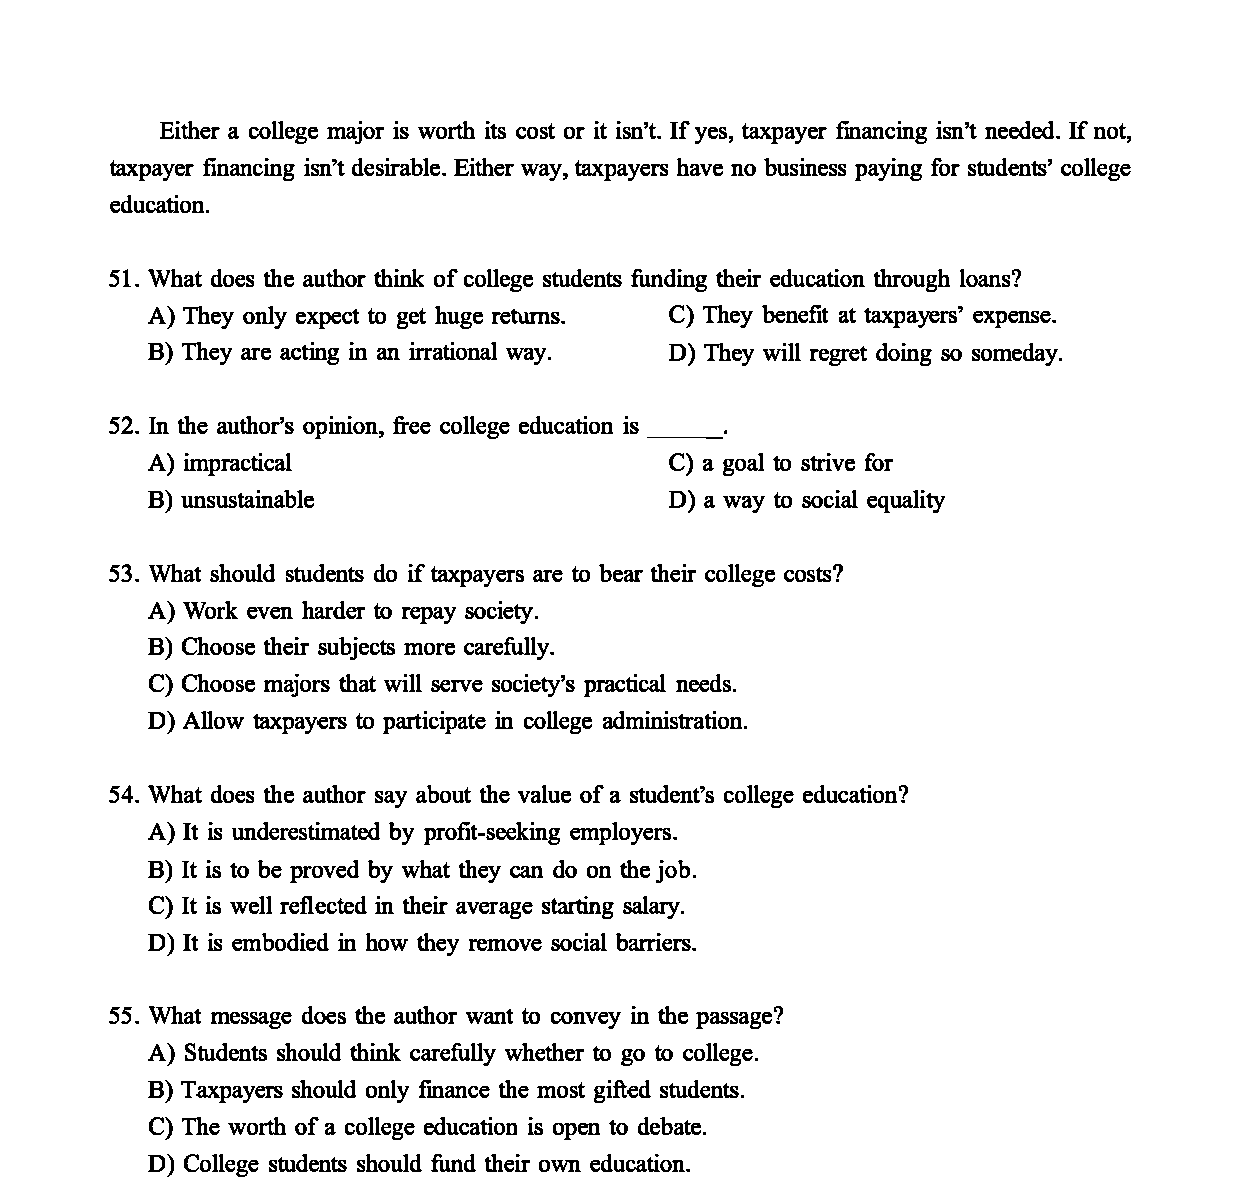 Either a college major is worth its cost or it isn't. If yes, taxpayer financing isn't needed. If not,
taxpayer financing isn't desirable. Either way, taxpayers have no business paying for students' college
education.
51. What does the author think of college students funding their education through loans?
A) They only expect to get huge returns.
C) They benefit at taxpayers' expense.
B) They are acting in an irrational way.
D) They will regret doing so someday.
52. In the author's opinion, free college education is ______.
A) impractical
C) a goal to strive for
B) unsustainable
D) a way to social equality
53. What should students do if taxpayers are to bear their college costs?
A) Work even harder to repay society.
B) Choose their subjects more carefully.
C) Choose majors that will serve society's practical needs.
D) Allow taxpayers to participate in college administration.
54. What does the author say about the value of a student's college education?
A) It is underestimated by profit-seeking employers.
B) It is to be proved by what they can do on the job.
C) It is well reflected in their average starting salary.
D) It is embodied in how they remove social barriers.
55. What message does the author want to convey in the passage?
A) Students should think carefully whether to go to college.
B) Taxpayers should only finance the most gifted students.
C) The worth of a college education is open to debate.
D) College students should fund their own education.